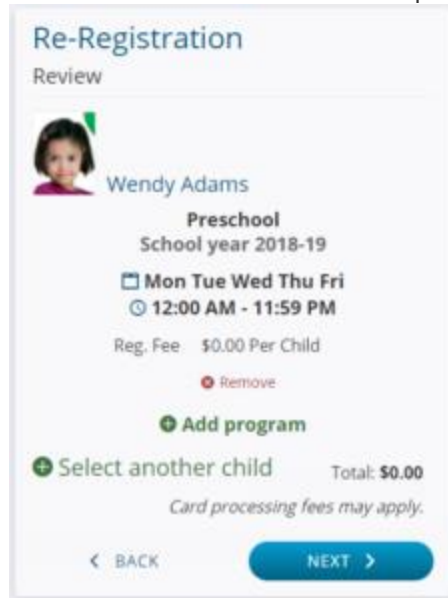 Re-Registration
Review
Wendy Adams
Preschool
School year 2018-19
Mon Tue Wed Thu Fri
12:00 AM - 11:59 PM
Reg. Fee $0.00 Per Child
Remove
Add program
Select another child Total: $0.00
Card processing fees may apply.
BACK NEXT